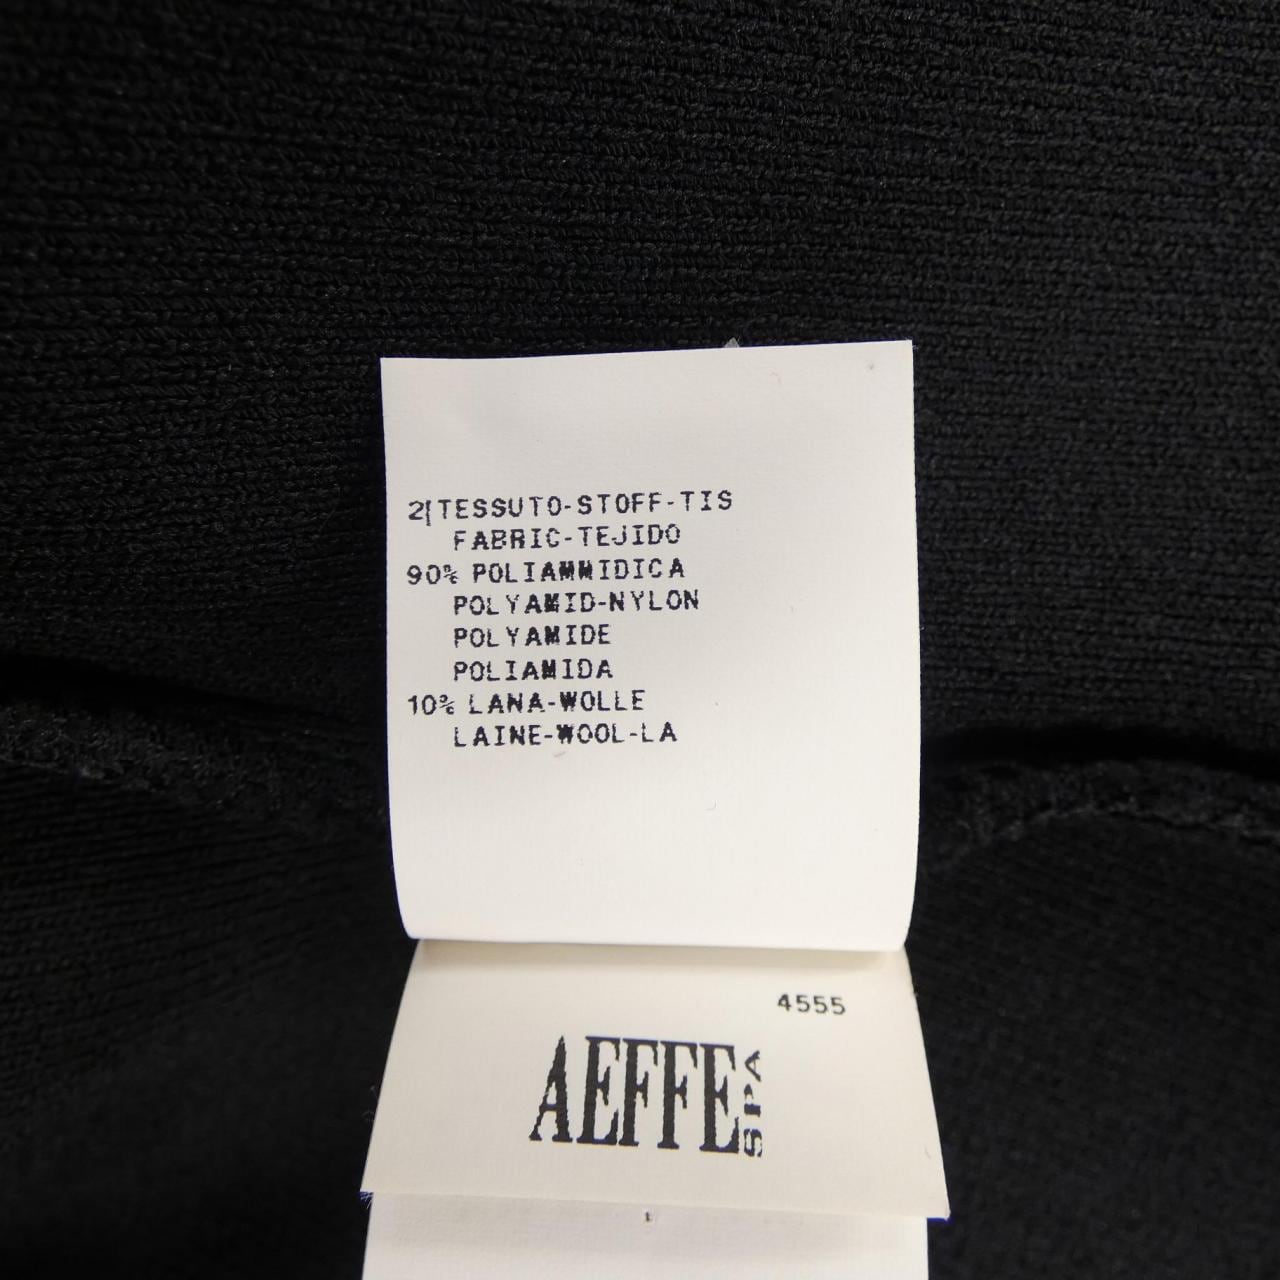 2[TESSUTO-STOFF-TIS
FABRIC-TEJIDO
90% POLIAMMIDICA
POLYAMID-NYLON
POLYAMIDE
POLIAMIDA
10% LANA-WOLLE
LAINE-WOOL-LA
4555
AEFFE SPA